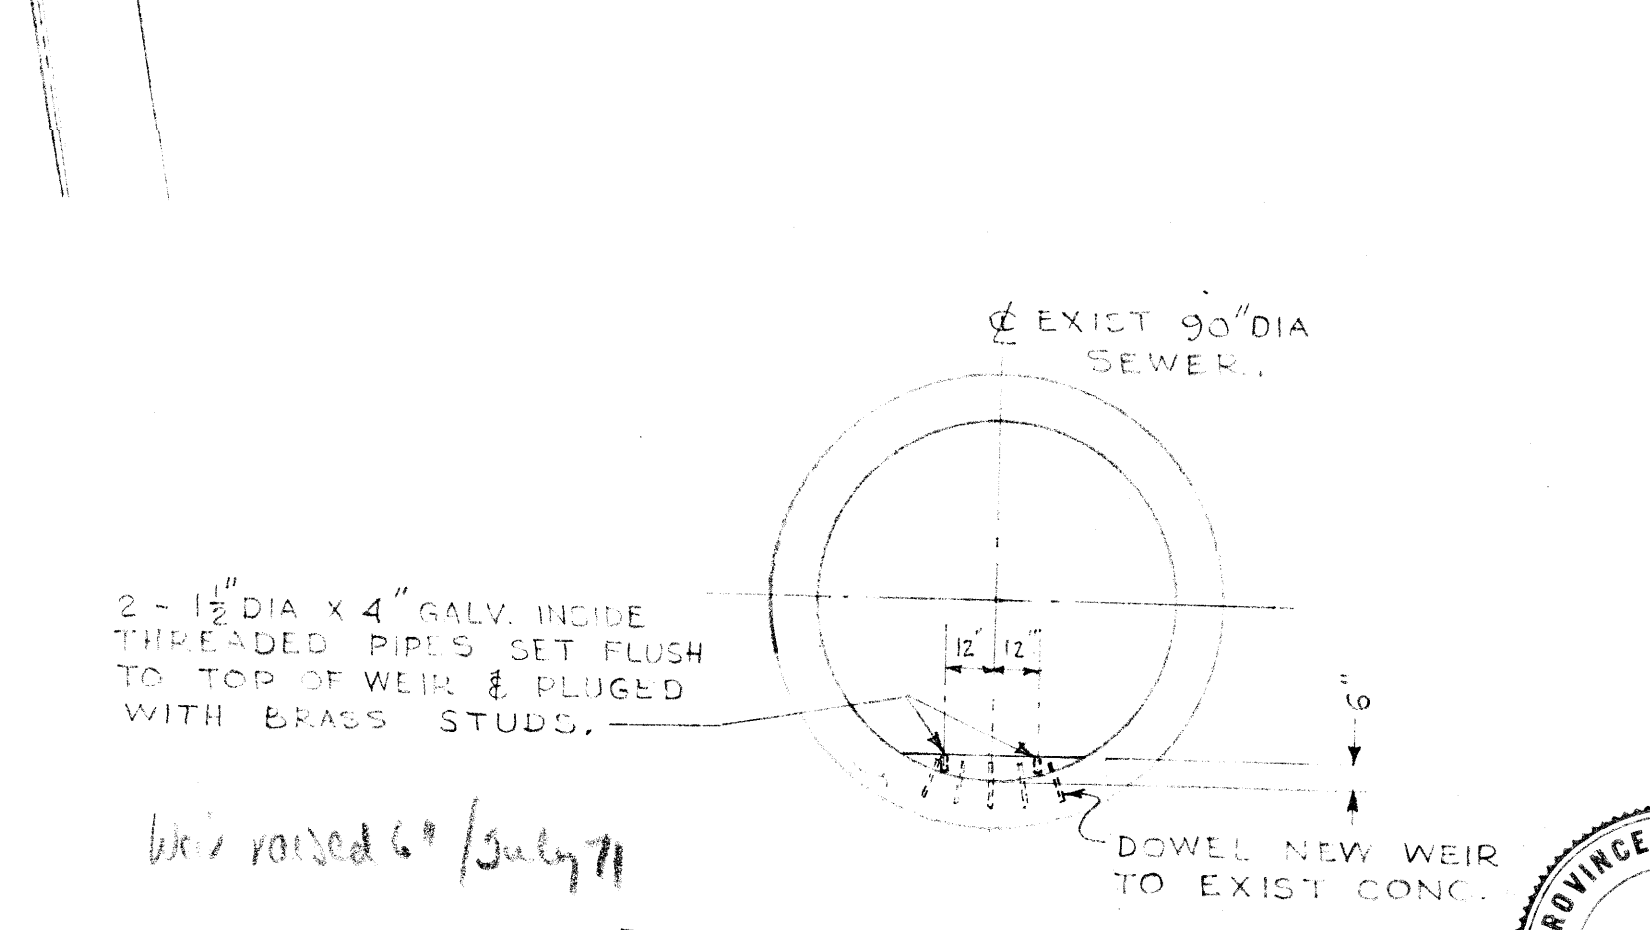 ℄ EXIST 90" DIA
SEWER.
2 - 1½" DIA X 4" GALV. INSIDE
THREADED PIPES SET FLUSH
TO TOP OF WEIR & PLUGED
WITH BRASS STUDS.
12" 12"
6"
DOWEL NEW WEIR
TO EXIST CONC.
Weir raised 6" / July 71
ROVINCE